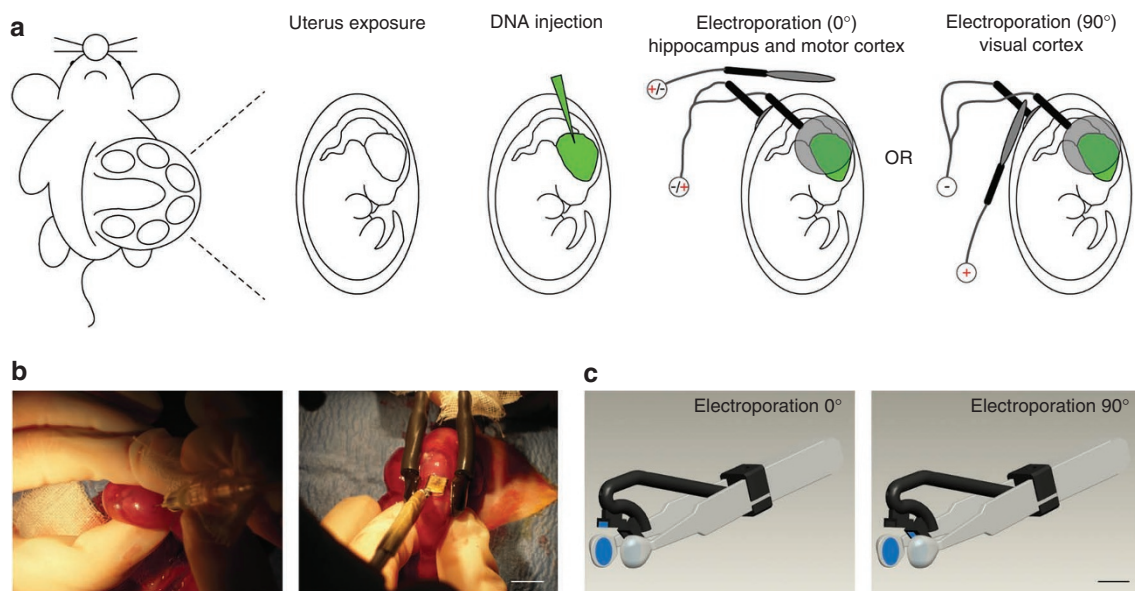 a
Uterus exposure
DNA injection
Electroporation (0°)
hippocampus and motor cortex
Electroporation (90°)
visual cortex
+/-
-/+
OR
-
+
b
c
Electroporation 0°
Electroporation 90°